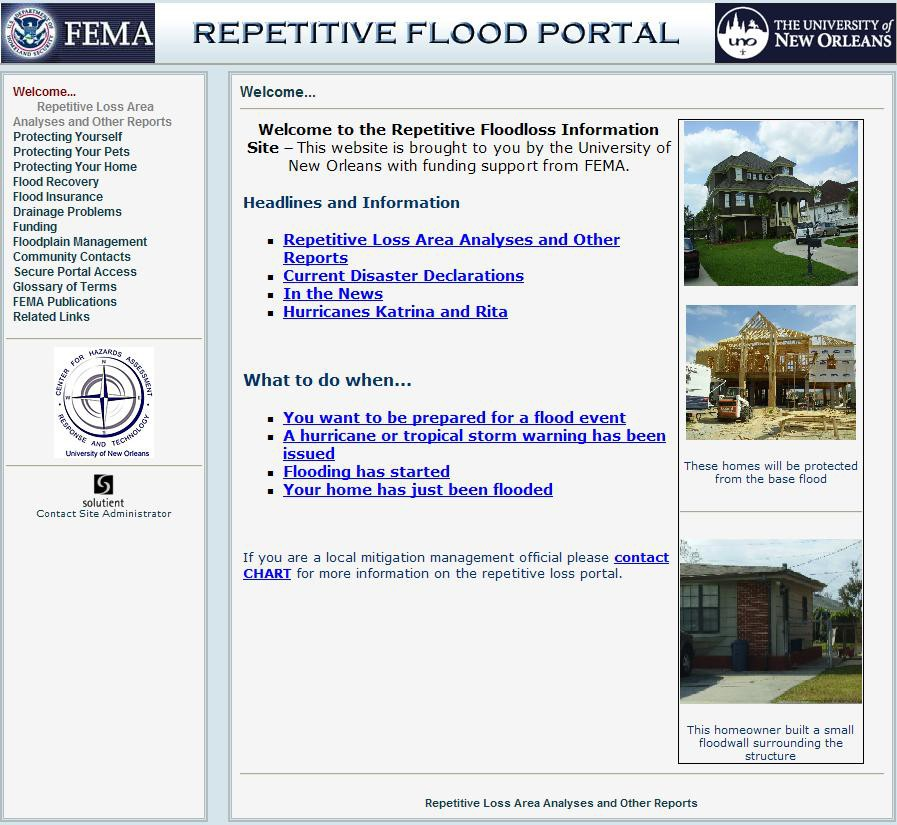 U.S. DEPARTMENT OF HOMELAND SECURITY
FEMA
REPETITIVE FLOOD PORTAL
uno
THE UNIVERSITY of
NEW ORLEANS
Welcome...
Repetitive Loss Area
Analyses and Other Reports
Protecting Yourself
Protecting Your Pets
Protecting Your Home
Flood Recovery
Flood Insurance
Drainage Problems
Funding
Floodplain Management
Community Contacts
Secure Portal Access
Glossary of Terms
FEMA Publications
Related Links
CENTER FOR HAZARDS ASSESSMENT
N
W
E
S
RESPONSE AND TECHNOLOGY
University of New Orleans
solutient
Contact Site Administrator
Welcome...
Welcome to the Repetitive Floodloss Information
Site – This website is brought to you by the University of
New Orleans with funding support from FEMA.
Headlines and Information
Repetitive Loss Area Analyses and Other
Reports
Current Disaster Declarations
In the News
Hurricanes Katrina and Rita
What to do when...
You want to be prepared for a flood event
A hurricane or tropical storm warning has been
issued
Flooding has started
Your home has just been flooded
If you are a local mitigation management official please contact
CHART for more information on the repetitive loss portal.
These homes will be protected
from the base flood
This homeowner built a small
floodwall surrounding the
structure
Repetitive Loss Area Analyses and Other Reports